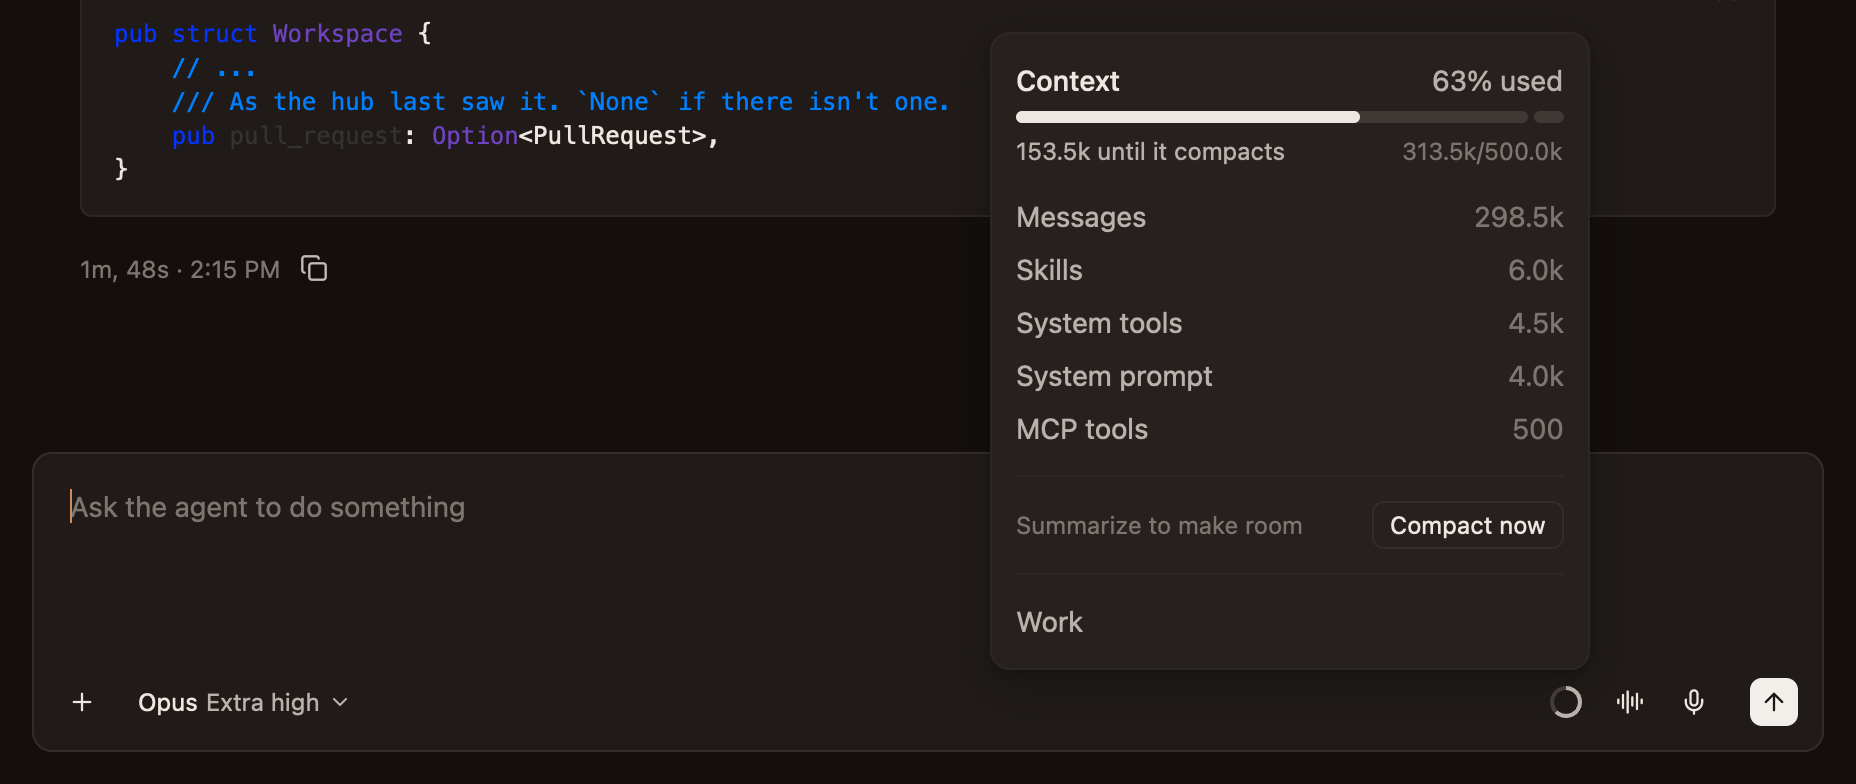 pub struct Workspace {
    // ...
    /// As the hub last saw it. `None` if there isn't one.
    pub pull_request: Option<PullRequest>,
}
1m, 48s · 2:15 PM
Context 63% used
153.5k until it compacts 313.5k/500.0k
Messages 298.5k
Skills 6.0k
System tools 4.5k
System prompt 4.0k
MCP tools 500
Summarize to make room Compact now
Work
Ask the agent to do something
Opus Extra high